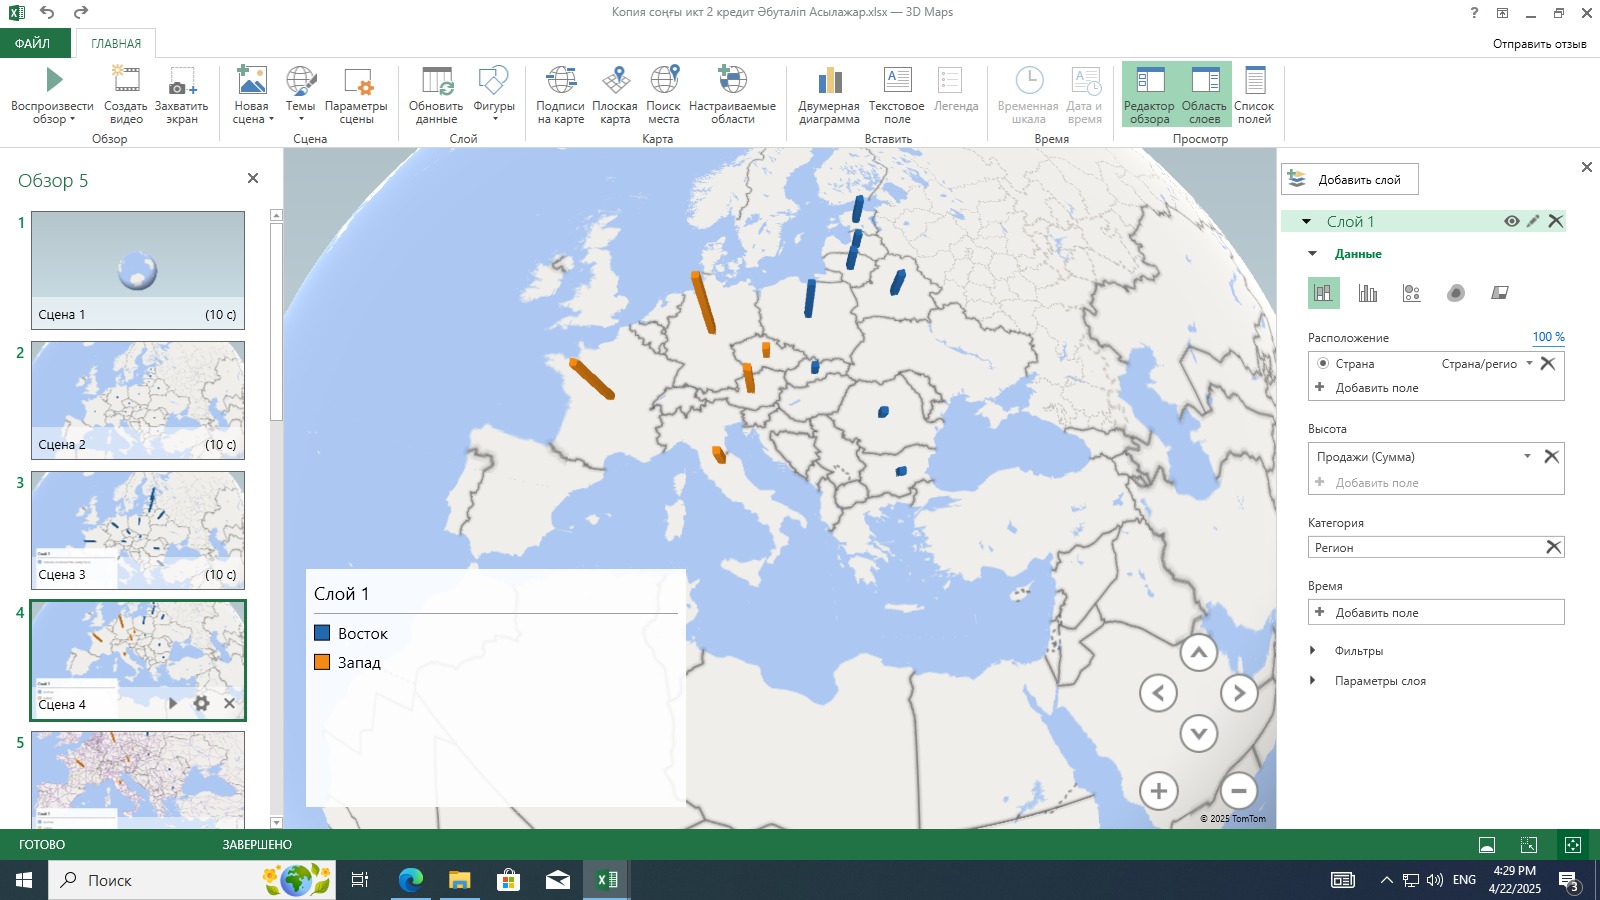 Копия соңғы икт 2 кредит Әбуталіп Асылажар.xlsx — 3D Maps
?
ФАЙЛ
ГЛАВНАЯ
Отправить отзыв
Воспроизвести обзор
Создать видео
Захватить экран
Новая сцена
Темы
Параметры сцены
Обновить данные
Фигуры
Подписи на карте
Плоская карта
Поиск места
Настраиваемые области
Двумерная диаграмма
Текстовое поле
Легенда
Временная шкала
Дата и время
Редактор обзора
Область слоев
Список полей
Обзор
Сцена
Слой
Карта
Вставить
Время
Просмотр
Обзор 5
1
Сцена 1 (10 с)
2
Сцена 2 (10 с)
3
Сцена 3 (10 с)
4
Сцена 4
5
Слой 1
Восток
Запад
© 2025 TomTom
Добавить слой
Слой 1
Данные
Расположение 100 %
Страна Страна/регио
Добавить поле
Высота
Продажи (Сумма)
Добавить поле
Категория
Регион
Время
Добавить поле
Фильтры
Параметры слоя
ГОТОВО
ЗАВЕРШЕНО
Поиск
ENG
4:29 PM
4/22/2025
3